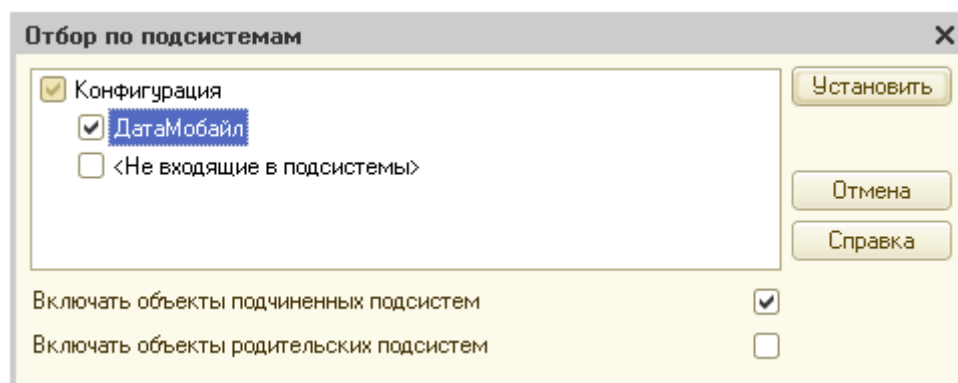 Отбор по подсистемам
Конфигурация
Установить
ДатаМобайл
<Не входящие в подсистемы>
Отмена
Справка
Включать объекты подчиненных подсистем
Включать объекты родительских подсистем